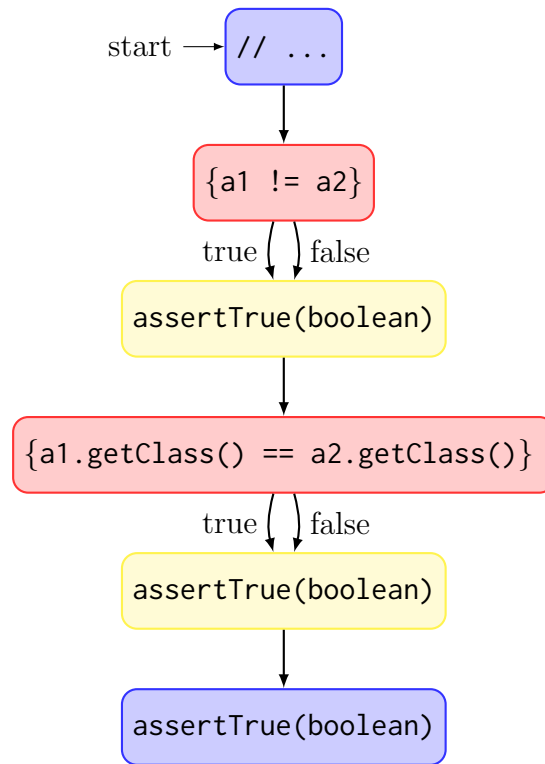 start
// ...
{a1 != a2}
true false
assertTrue(boolean)
{a1.getClass() == a2.getClass()}
true false
assertTrue(boolean)
assertTrue(boolean)